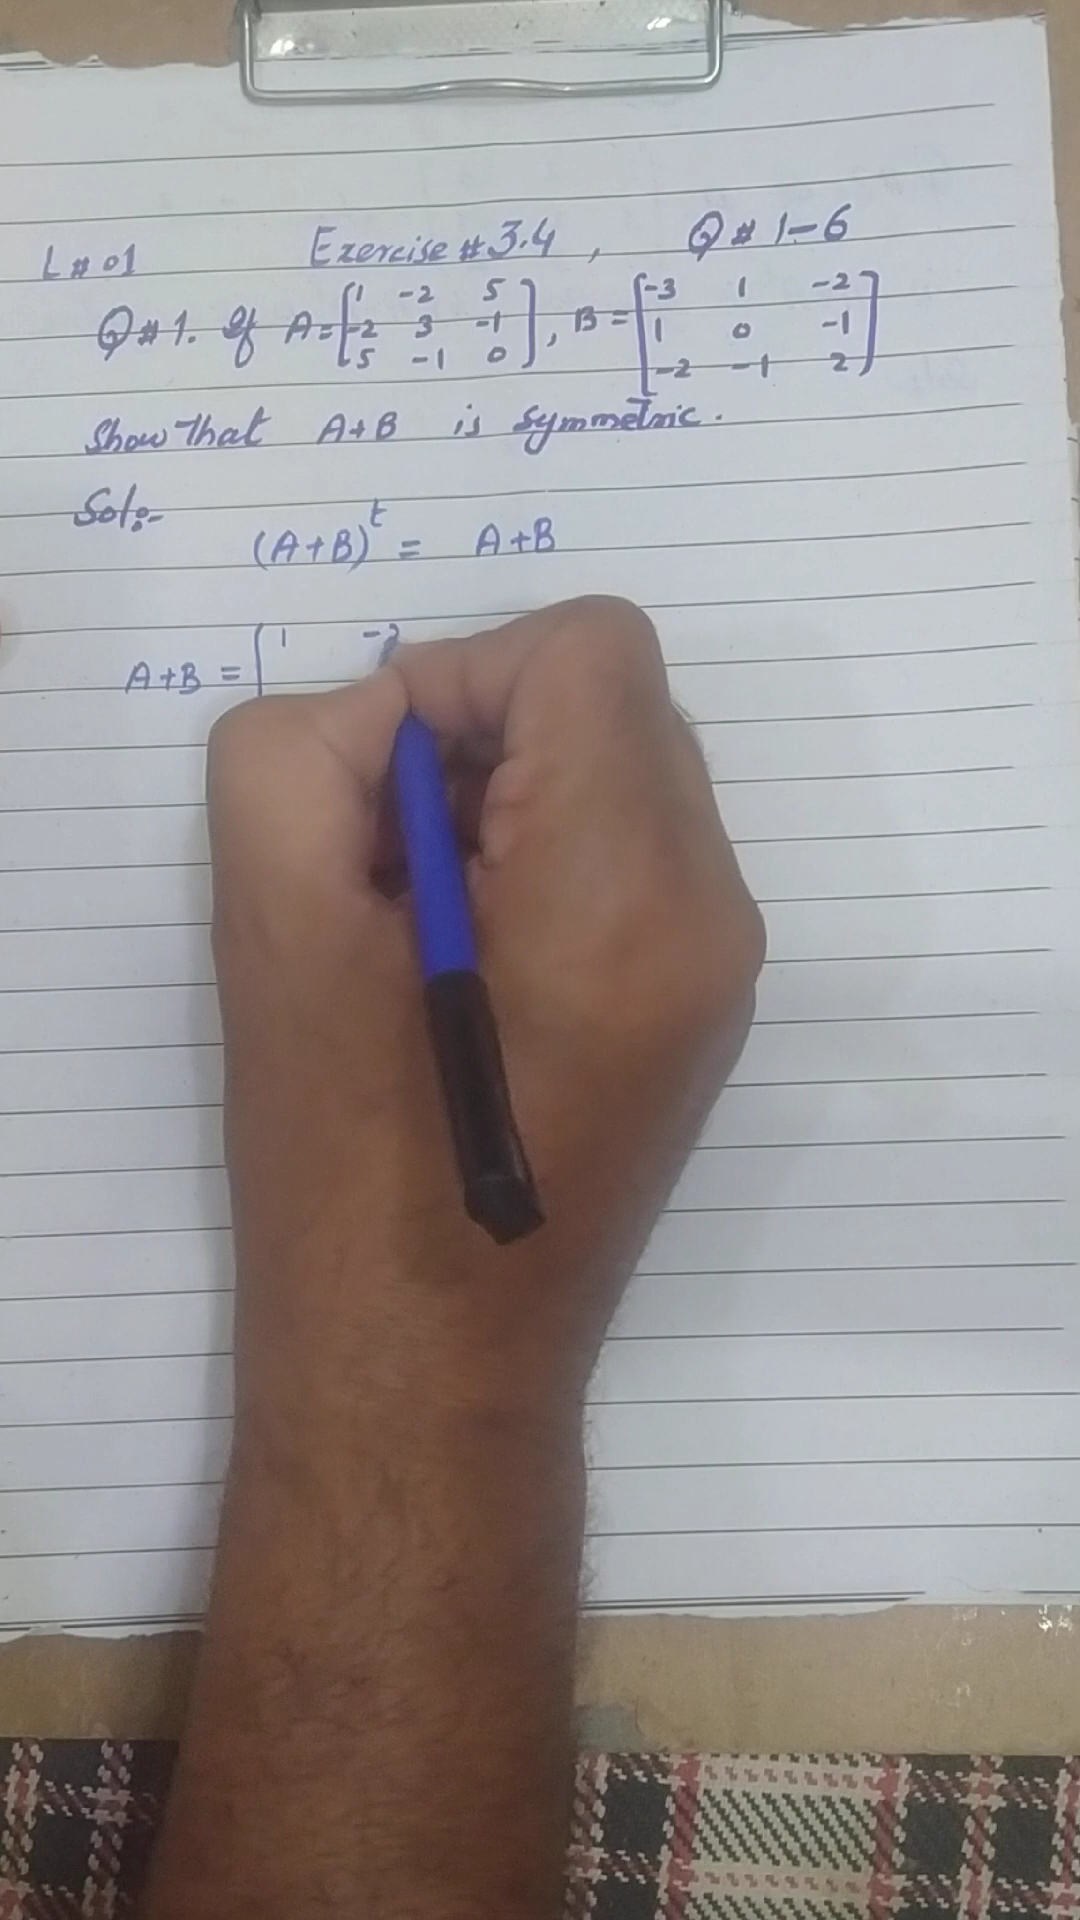 L # 01 Exercise # 3.4 , Q # 1-6
Q # 1. If A = [1 -2 5 , B = [-3 1 -2
-2 3 -1 1 0 -1
5 -1 0] -2 -1 2]
Show That A+B is Symmetric.
Sol:-
(A+B)^t = A+B
A+B = [1 -2